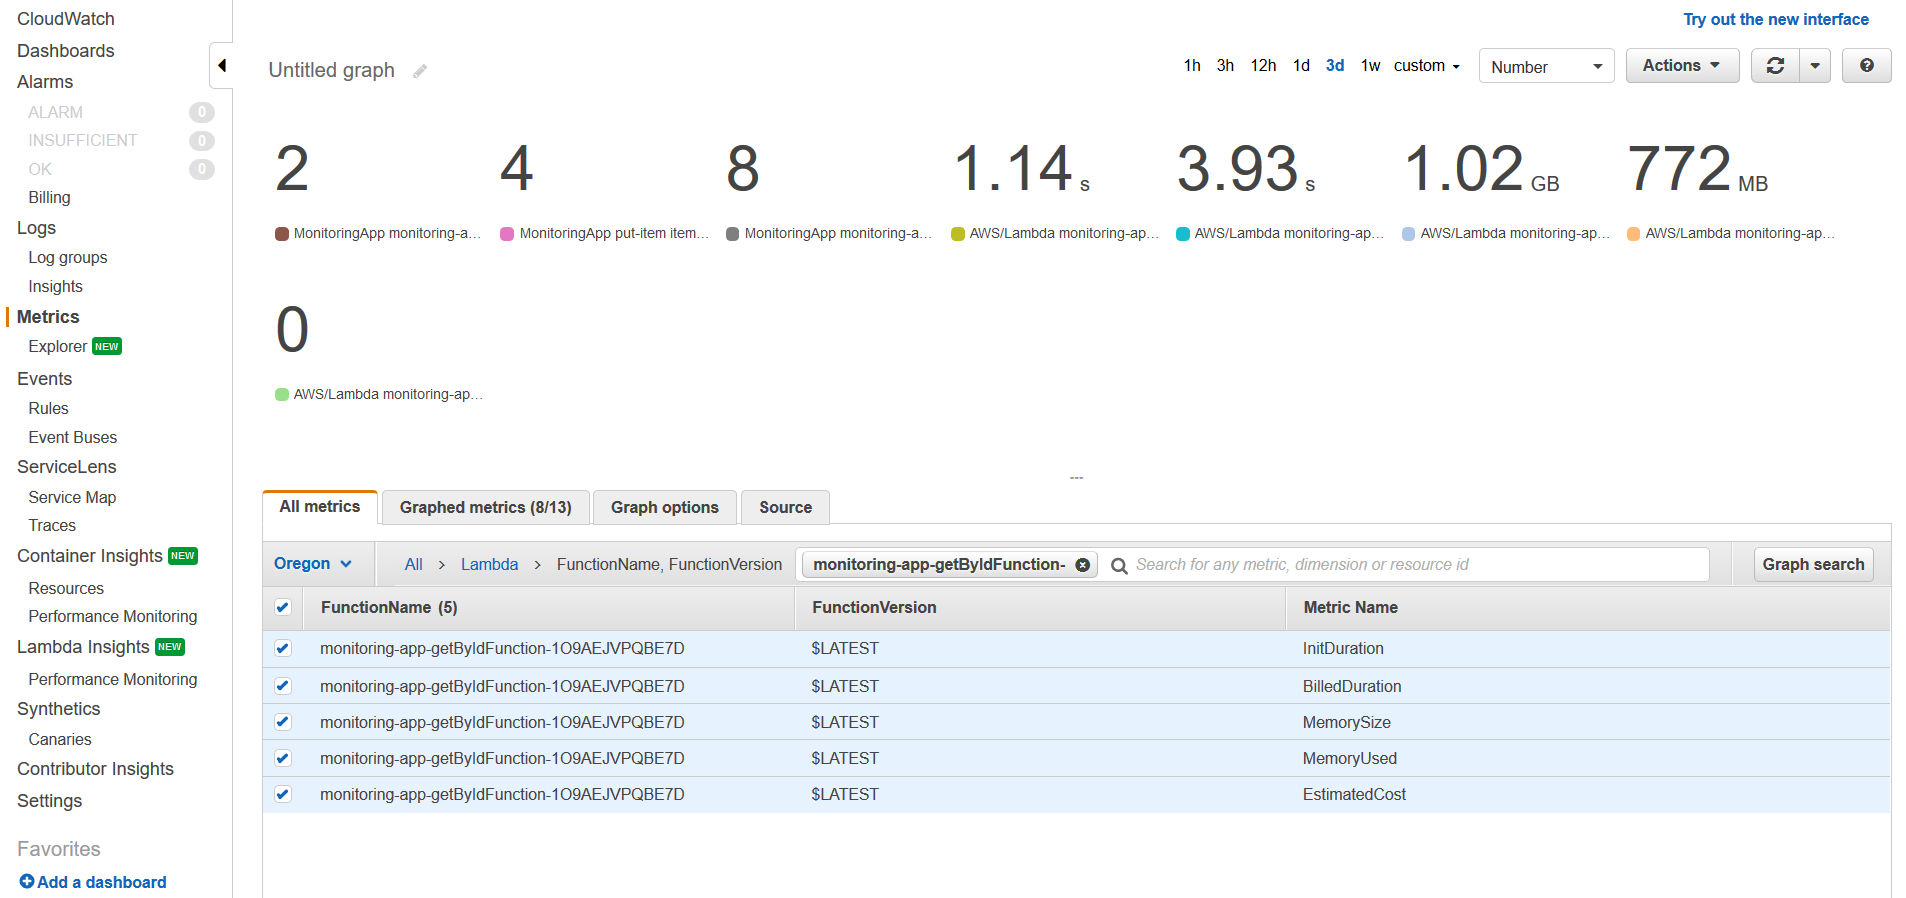 CloudWatch
Dashboards
Alarms
ALARM 0
INSUFFICIENT 0
OK 0
Billing
Logs
Log groups
Insights
Metrics
Explorer NEW
Events
Rules
Event Buses
ServiceLens
Service Map
Traces
Container Insights NEW
Resources
Performance Monitoring
Lambda Insights NEW
Performance Monitoring
Synthetics
Canaries
Contributor Insights
Settings
Favorites
Add a dashboard
Try out the new interface
Untitled graph
1h 3h 12h 1d 3d 1w custom Number Actions ?
2 4 8 1.14 s 3.93 s 1.02 GB 772 MB
MonitoringApp monitoring-a... MonitoringApp put-item item... MonitoringApp monitoring-a... AWS/Lambda monitoring-ap... AWS/Lambda monitoring-ap... AWS/Lambda monitoring-ap... AWS/Lambda monitoring-ap...
0
AWS/Lambda monitoring-ap...
All metrics Graphed metrics (8/13) Graph options Source
Oregon All > Lambda > FunctionName, FunctionVersion monitoring-app-getByIdFunction- Search for any metric, dimension or resource id Graph search
FunctionName (5) FunctionVersion Metric Name
monitoring-app-getByIdFunction-1O9AEJVPQBE7D $LATEST InitDuration
monitoring-app-getByIdFunction-1O9AEJVPQBE7D $LATEST BilledDuration
monitoring-app-getByIdFunction-1O9AEJVPQBE7D $LATEST MemorySize
monitoring-app-getByIdFunction-1O9AEJVPQBE7D $LATEST MemoryUsed
monitoring-app-getByIdFunction-1O9AEJVPQBE7D $LATEST EstimatedCost